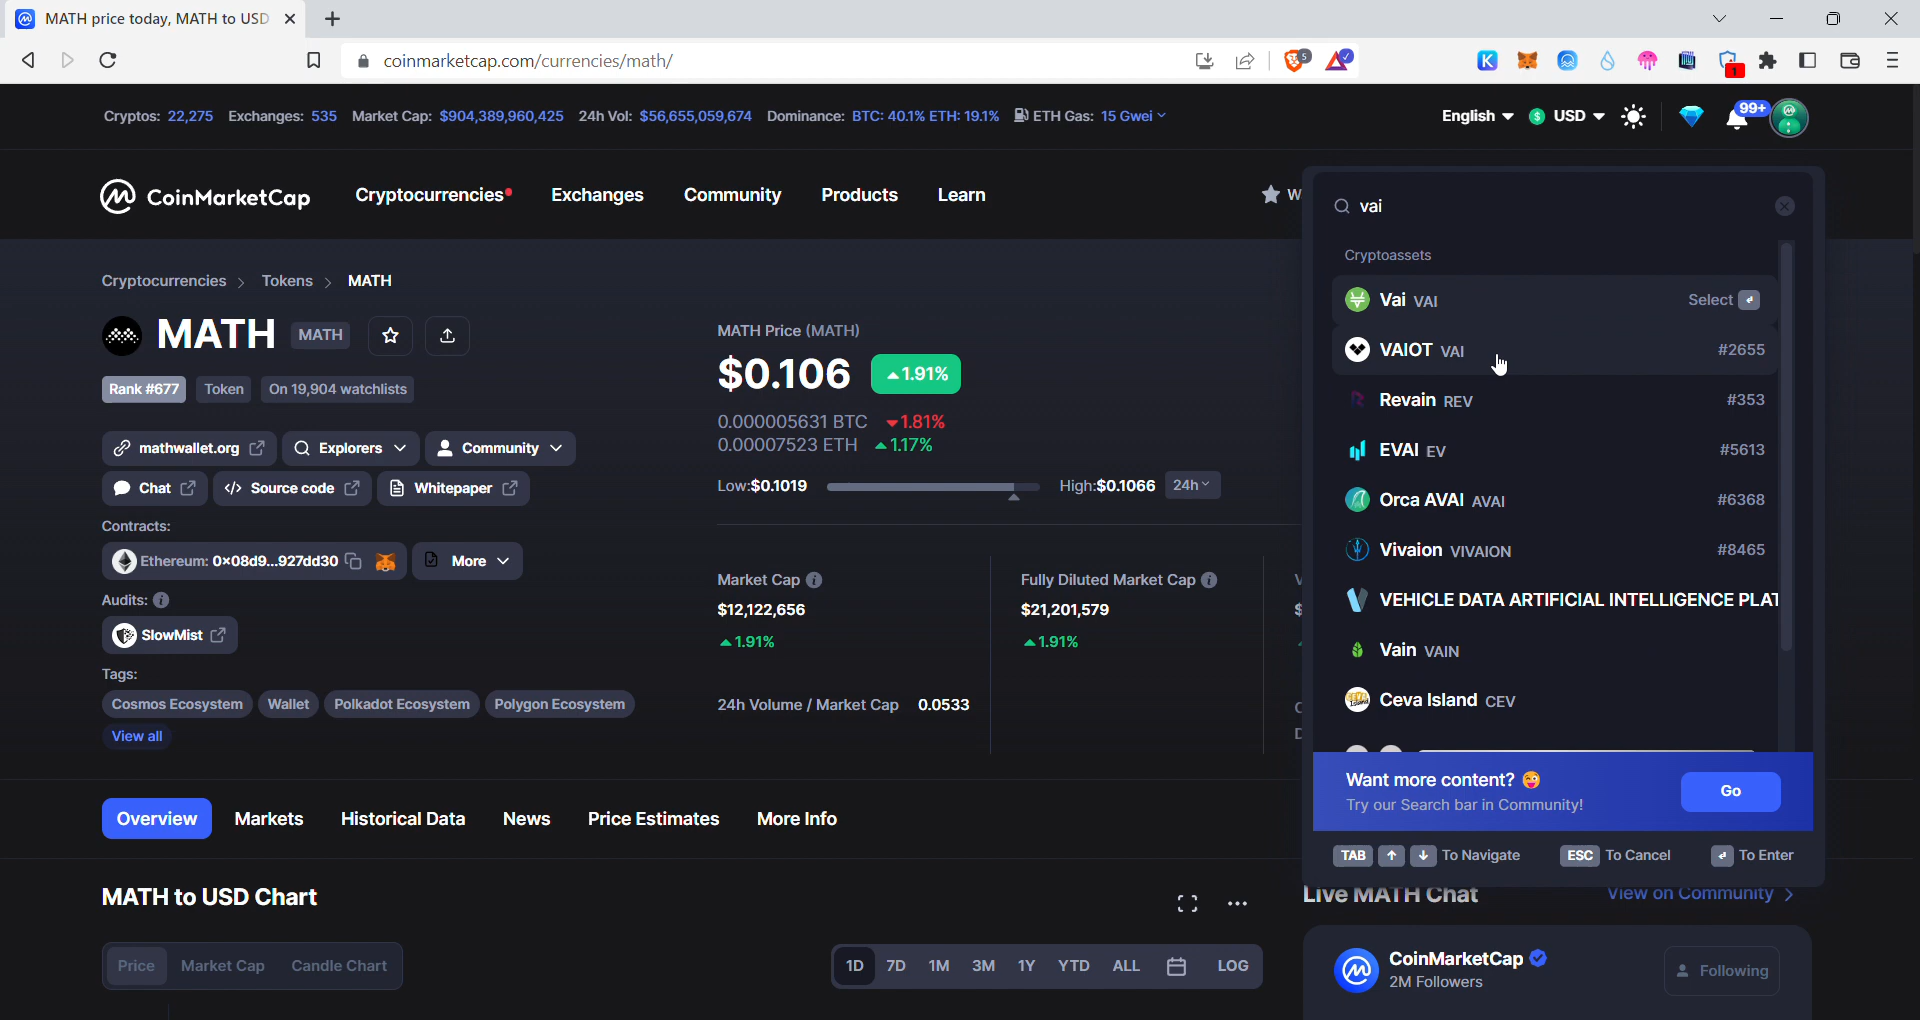 MATH price today, MATH to USD
coinmarketcap.com/currencies/math/
5
1
Cryptos: 22,275 Exchanges: 535 Market Cap: $904,389,960,425 24h Vol: $56,655,059,674 Dominance: BTC: 40.1% ETH: 19.1% ETH Gas: 15 Gwei
English USD 99+
CoinMarketCap Cryptocurrencies Exchanges Community Products Learn W
Cryptocurrencies > Tokens > MATH
MATH MATH
Rank #677 Token On 19,904 watchlists
mathwallet.org Explorers Community
Chat Source code Whitepaper
Contracts:
Ethereum: 0x08d9...927dd30 More
Audits:
SlowMist
Tags:
Cosmos Ecosystem Wallet Polkadot Ecosystem Polygon Ecosystem
View all
MATH Price (MATH)
$0.106 1.91%
0.000005631 BTC 1.81%
0.00007523 ETH 1.17%
Low:$0.1019 High:$0.1066 24h
Market Cap
$12,122,656
1.91%
24h Volume / Market Cap 0.0533
Fully Diluted Market Cap
$21,201,579
1.91%
vai
Cryptoassets
Vai VAI Select
VAIOT VAI #2655
Revain REV #353
EVAI EV #5613
Orca AVAI AVAI #6368
Vivaion VIVAION #8465
VEHICLE DATA ARTIFICIAL INTELLIGENCE PLAT
Vain VAIN
Ceva Island CEV
Want more content? 😜
Try our Search bar in Community!
Go
TAB ↑ ↓ To Navigate ESC To Cancel To Enter
Overview Markets Historical Data News Price Estimates More Info
MATH to USD Chart
Price Market Cap Candle Chart
1D 7D 1M 3M 1Y YTD ALL LOG
Live MATH Chat View on Community >
CoinMarketCap
2M Followers
Following